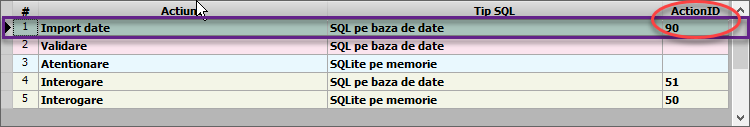 # Actiun Tip SQL ActionID
1 Import date SQL pe baza de date 90
2 Validare SQL pe baza de date
3 Atentionare SQLite pe memorie
4 Interogare SQL pe baza de date 51
5 Interogare SQLite pe memorie 50